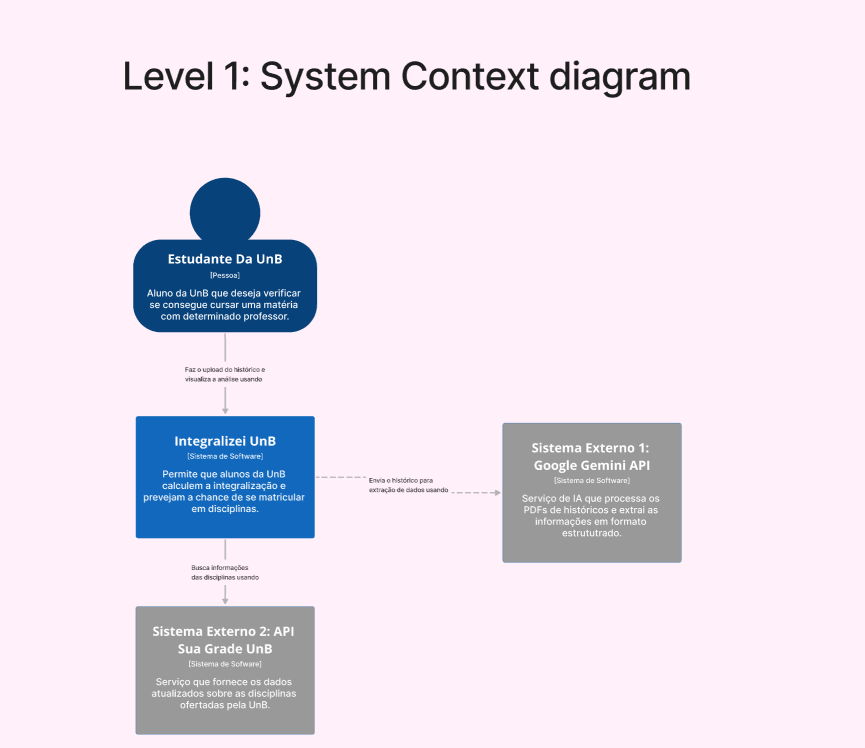 Level 1: System Context diagram
Estudante Da UnB
[Pessoa]
Aluno da UnB que deseja verificar
se consegue cursar uma matéria
com determinado professor.
Faz o upload do histórico e
visualiza a análise usando
Integralizei UnB
[Sistema de Software]
Permite que alunos da UnB
calculem a integralização e
prevejam a chance de se matricular
em disciplinas.
Envia o histórico para
extração de dados usando
Sistema Externo 1:
Google Gemini API
[Sistema de Software]
Serviço de IA que processa os
PDFs de históricos e extrai as
informações em formato
estrututrado.
Busca informações
das disciplinas usando
Sistema Externo 2: API
Sua Grade UnB
[Sistema de Sofware]
Serviço que fornece os dados
atualizados sobre as disciplinas
ofertadas pela UnB.